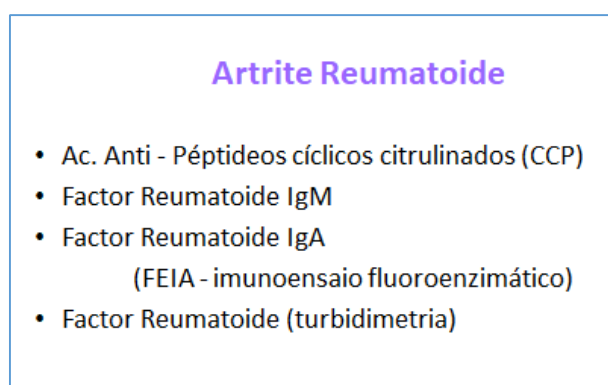 Artrite Reumatoide
• Ac. Anti - Péptideos cíclicos citrulinados (CCP)
• Factor Reumatoide IgM
• Factor Reumatoide IgA
(FEIA - imunoensaio fluoroenzimático)
• Factor Reumatoide (turbidimetria)